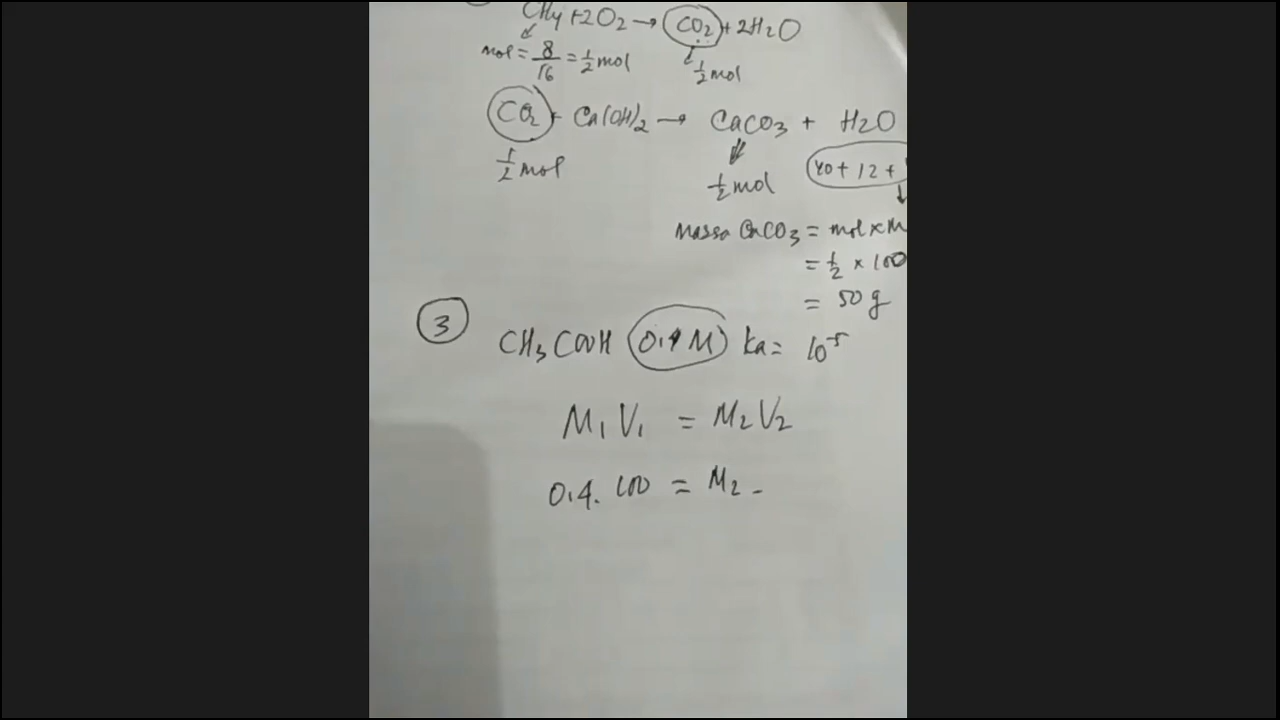 CH4 + 2O2 → CO2 + 2H2O
mol = 8/16 = 1/2 mol 1/2 mol
CO2 + Ca(OH)2 → CaCO3 + H2O
1/2 mol 1/2 mol 40 + 12 +
Massa CaCO3 = mol × M
= 1/2 × 100
= 50 g
3
CH3COOH 0.4 M ka = 10^-5
M1 V1 = M2 V2
0.4. 100 = M2 -